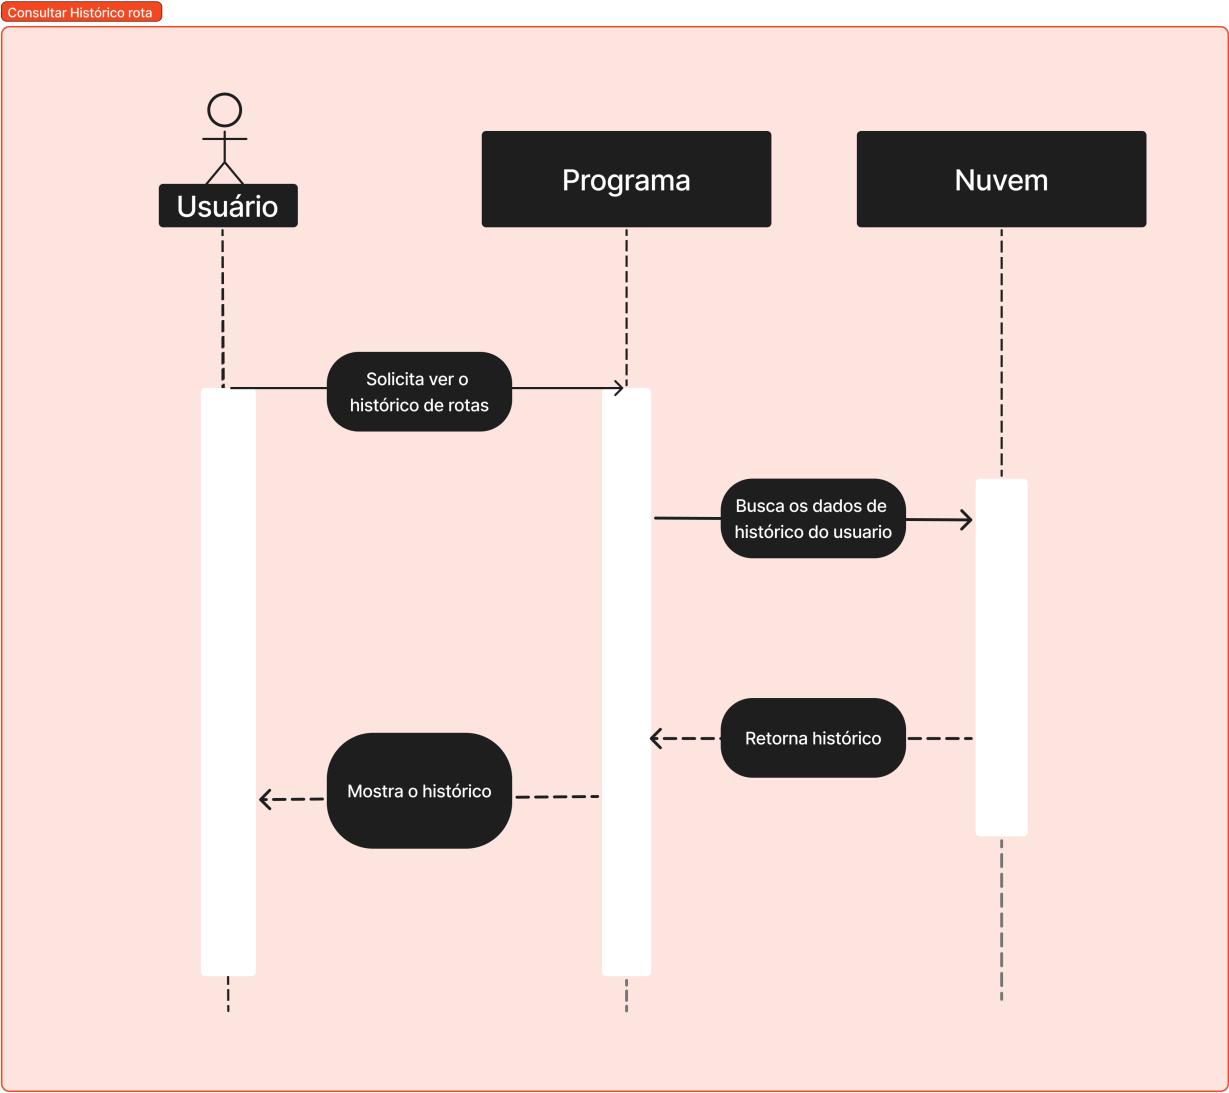 Consultar Histórico rota
Usuário
Programa
Nuvem
Solicita ver o
histórico de rotas
Busca os dados de
histórico do usuario
Retorna histórico
Mostra o histórico